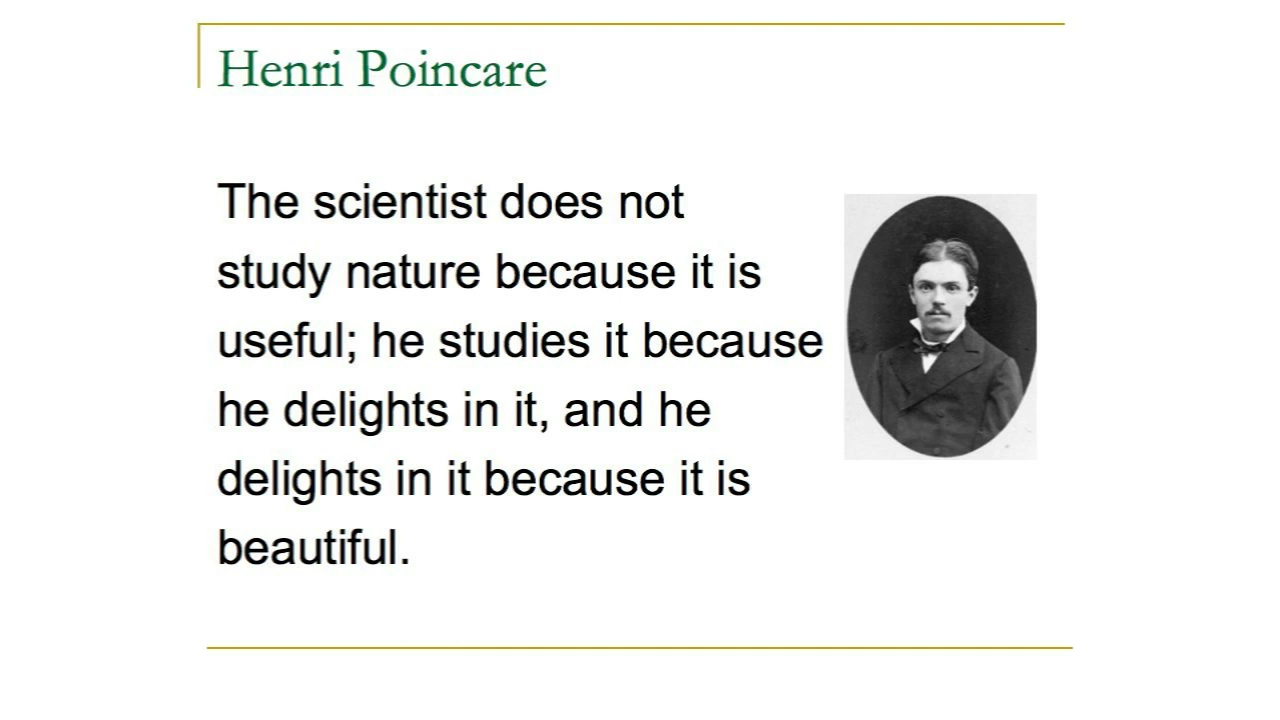 Henri Poincare
The scientist does not
study nature because it is
useful; he studies it because
he delights in it, and he
delights in it because it is
beautiful.